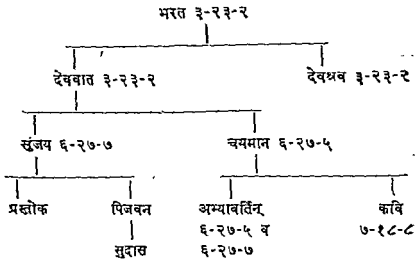 भरत ३-२३-२
देववात ३-२३-२ देवश्रव ३-२३-२
सृंजय ६-२७-७ चयमान ६-२७-५
प्रस्तोक पिजवन अभ्यावर्तिन् कवि
६-२७-५ व ७-१८-८
सुदास ६-२७-७